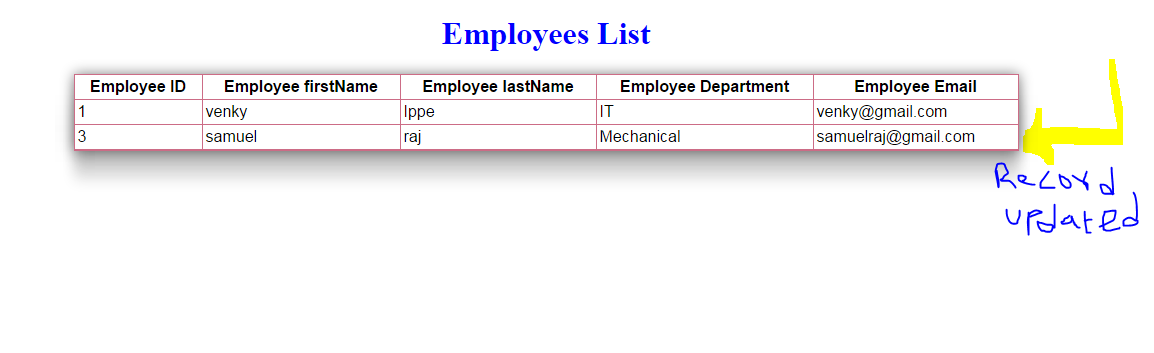 Employees List
Employee ID Employee firstName Employee lastName Employee Department Employee Email
1 venky Ippe IT venky@gmail.com
3 samuel raj Mechanical samuelraj@gmail.com
Record
updated